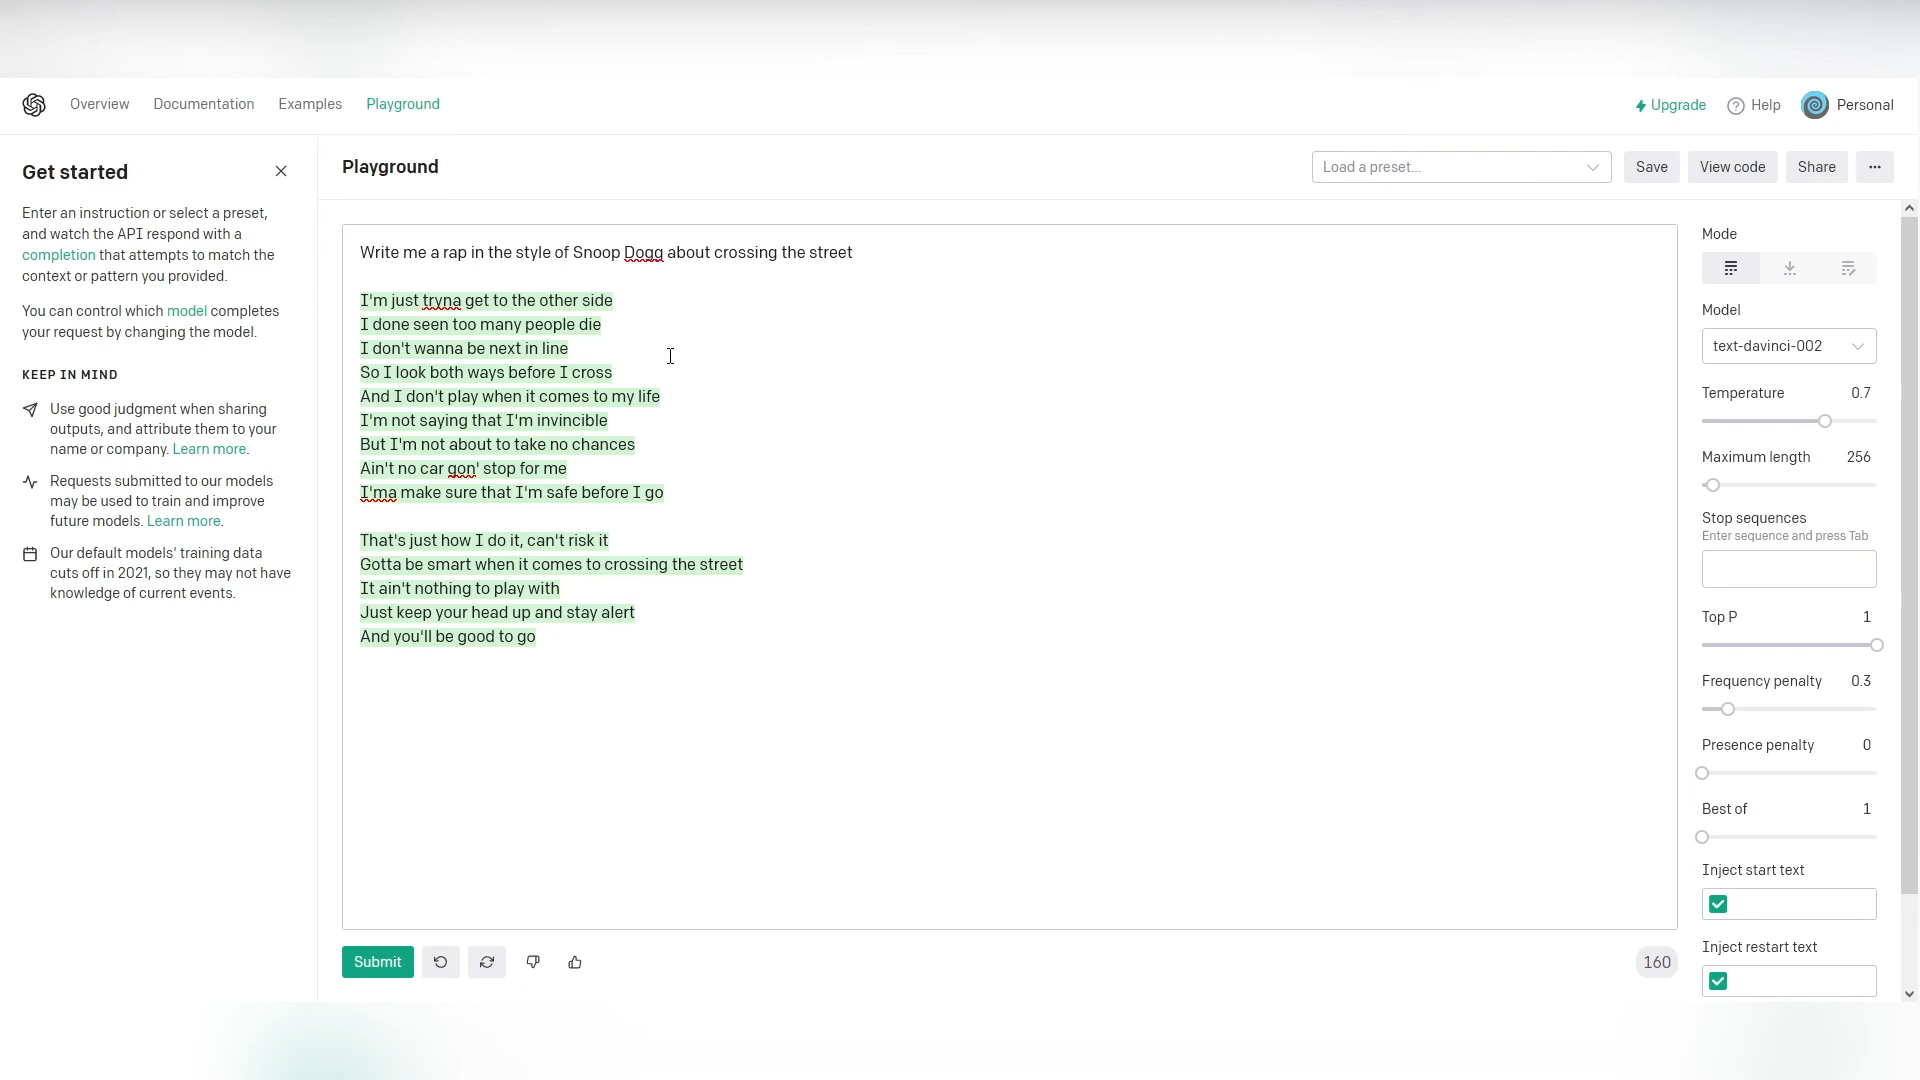 Overview Documentation Examples Playground
Upgrade Help Personal
Get started
Enter an instruction or select a preset,
and watch the API respond with a
completion that attempts to match the
context or pattern you provided.
You can control which model completes
your request by changing the model.
KEEP IN MIND
Use good judgment when sharing
outputs, and attribute them to your
name or company. Learn more.
Requests submitted to our models
may be used to train and improve
future models. Learn more.
Our default models' training data
cuts off in 2021, so they may not have
knowledge of current events.
Playground
Load a preset...
Save View code Share ...
Write me a rap in the style of Snoop Dogg about crossing the street
I'm just tryna get to the other side
I done seen too many people die
I don't wanna be next in line
So I look both ways before I cross
And I don't play when it comes to my life
I'm not saying that I'm invincible
But I'm not about to take no chances
Ain't no car gon' stop for me
I'ma make sure that I'm safe before I go
That's just how I do it, can't risk it
Gotta be smart when it comes to crossing the street
It ain't nothing to play with
Just keep your head up and stay alert
And you'll be good to go
Submit
160
Mode
Model
text-davinci-002
Temperature 0.7
Maximum length 256
Stop sequences
Enter sequence and press Tab
Top P 1
Frequency penalty 0.3
Presence penalty 0
Best of 1
Inject start text
Inject restart text